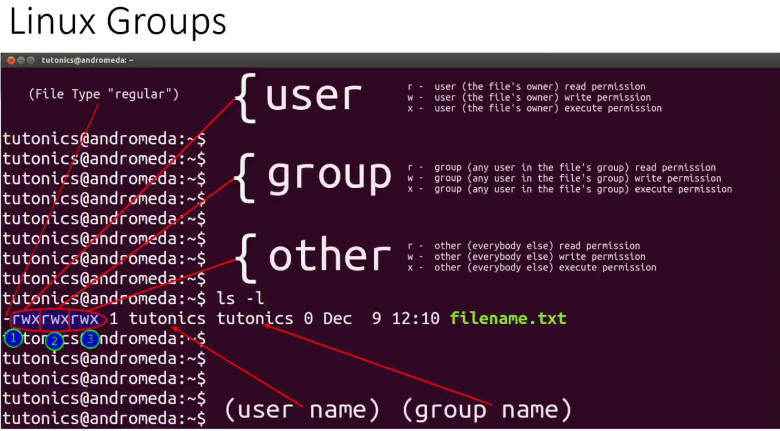 Linux Groups
tutonics@andromeda: ~
(File Type "regular")
{ user
r - user (the file's owner) read permission
w - user (the file's owner) write permission
x - user (the file's owner) execute permission
tutonics@andromeda:~$
tutonics@andromeda:~$
{ group
r - group (any user in the file's group) read permission
w - group (any user in the file's group) write permission
x - group (any user in the file's group) execute permission
tutonics@andromeda:~$
tutonics@andromeda:~$
tutonics@andromeda:~$
{ other
r - other (everybody else) read permission
w - other (everybody else) write permission
x - other (everybody else) execute permission
tutonics@andromeda:~$
tutonics@andromeda:~$
tutonics@andromeda:~$
tutonics@andromeda:~$ ls -l
-rwxrwxrwx 1 tutonics tutonics 0 Dec  9 12:10 filename.txt
1 2 3
tutonics@andromeda:~$
tutonics@andromeda:~$
tutonics@andromeda:~$
tutonics@andromeda:~$
tutonics@andromeda:~$
(user name) (group name)